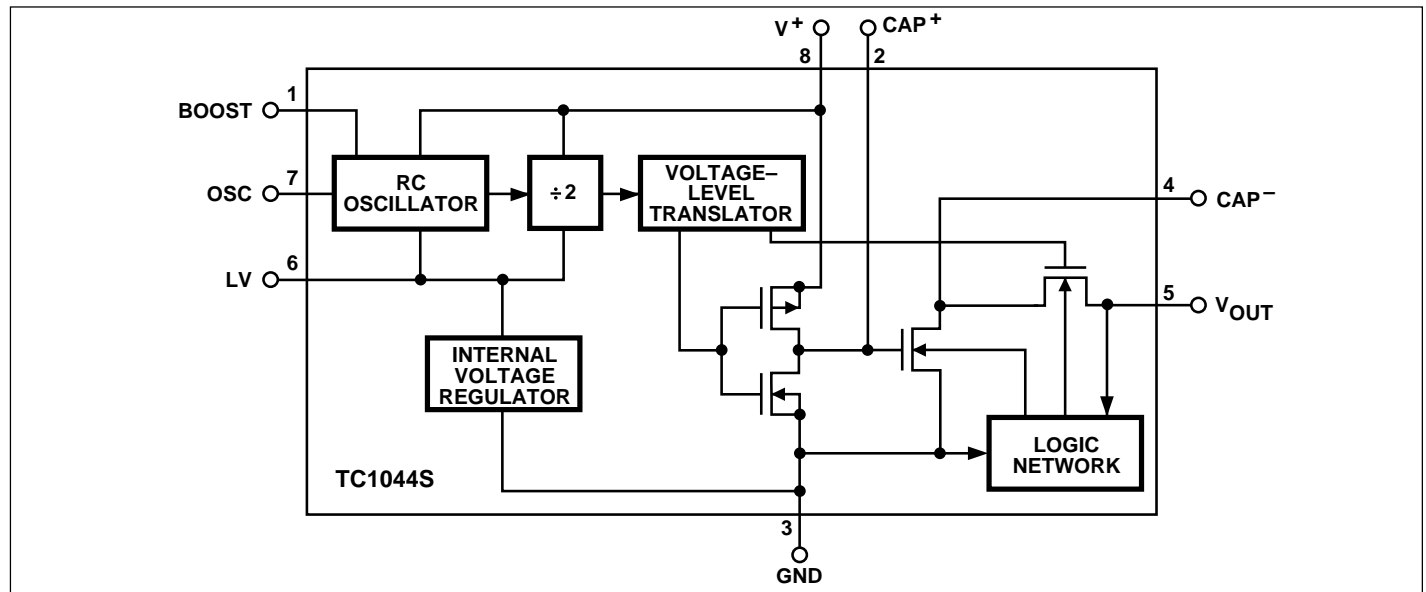 V+
CAP+
8
2
1
BOOST
7
OSC
RC
OSCILLATOR
÷2
VOLTAGE–
LEVEL
TRANSLATOR
4
CAP−
6
LV
5
VOUT
INTERNAL
VOLTAGE
REGULATOR
LOGIC
NETWORK
TC1044S
3
GND